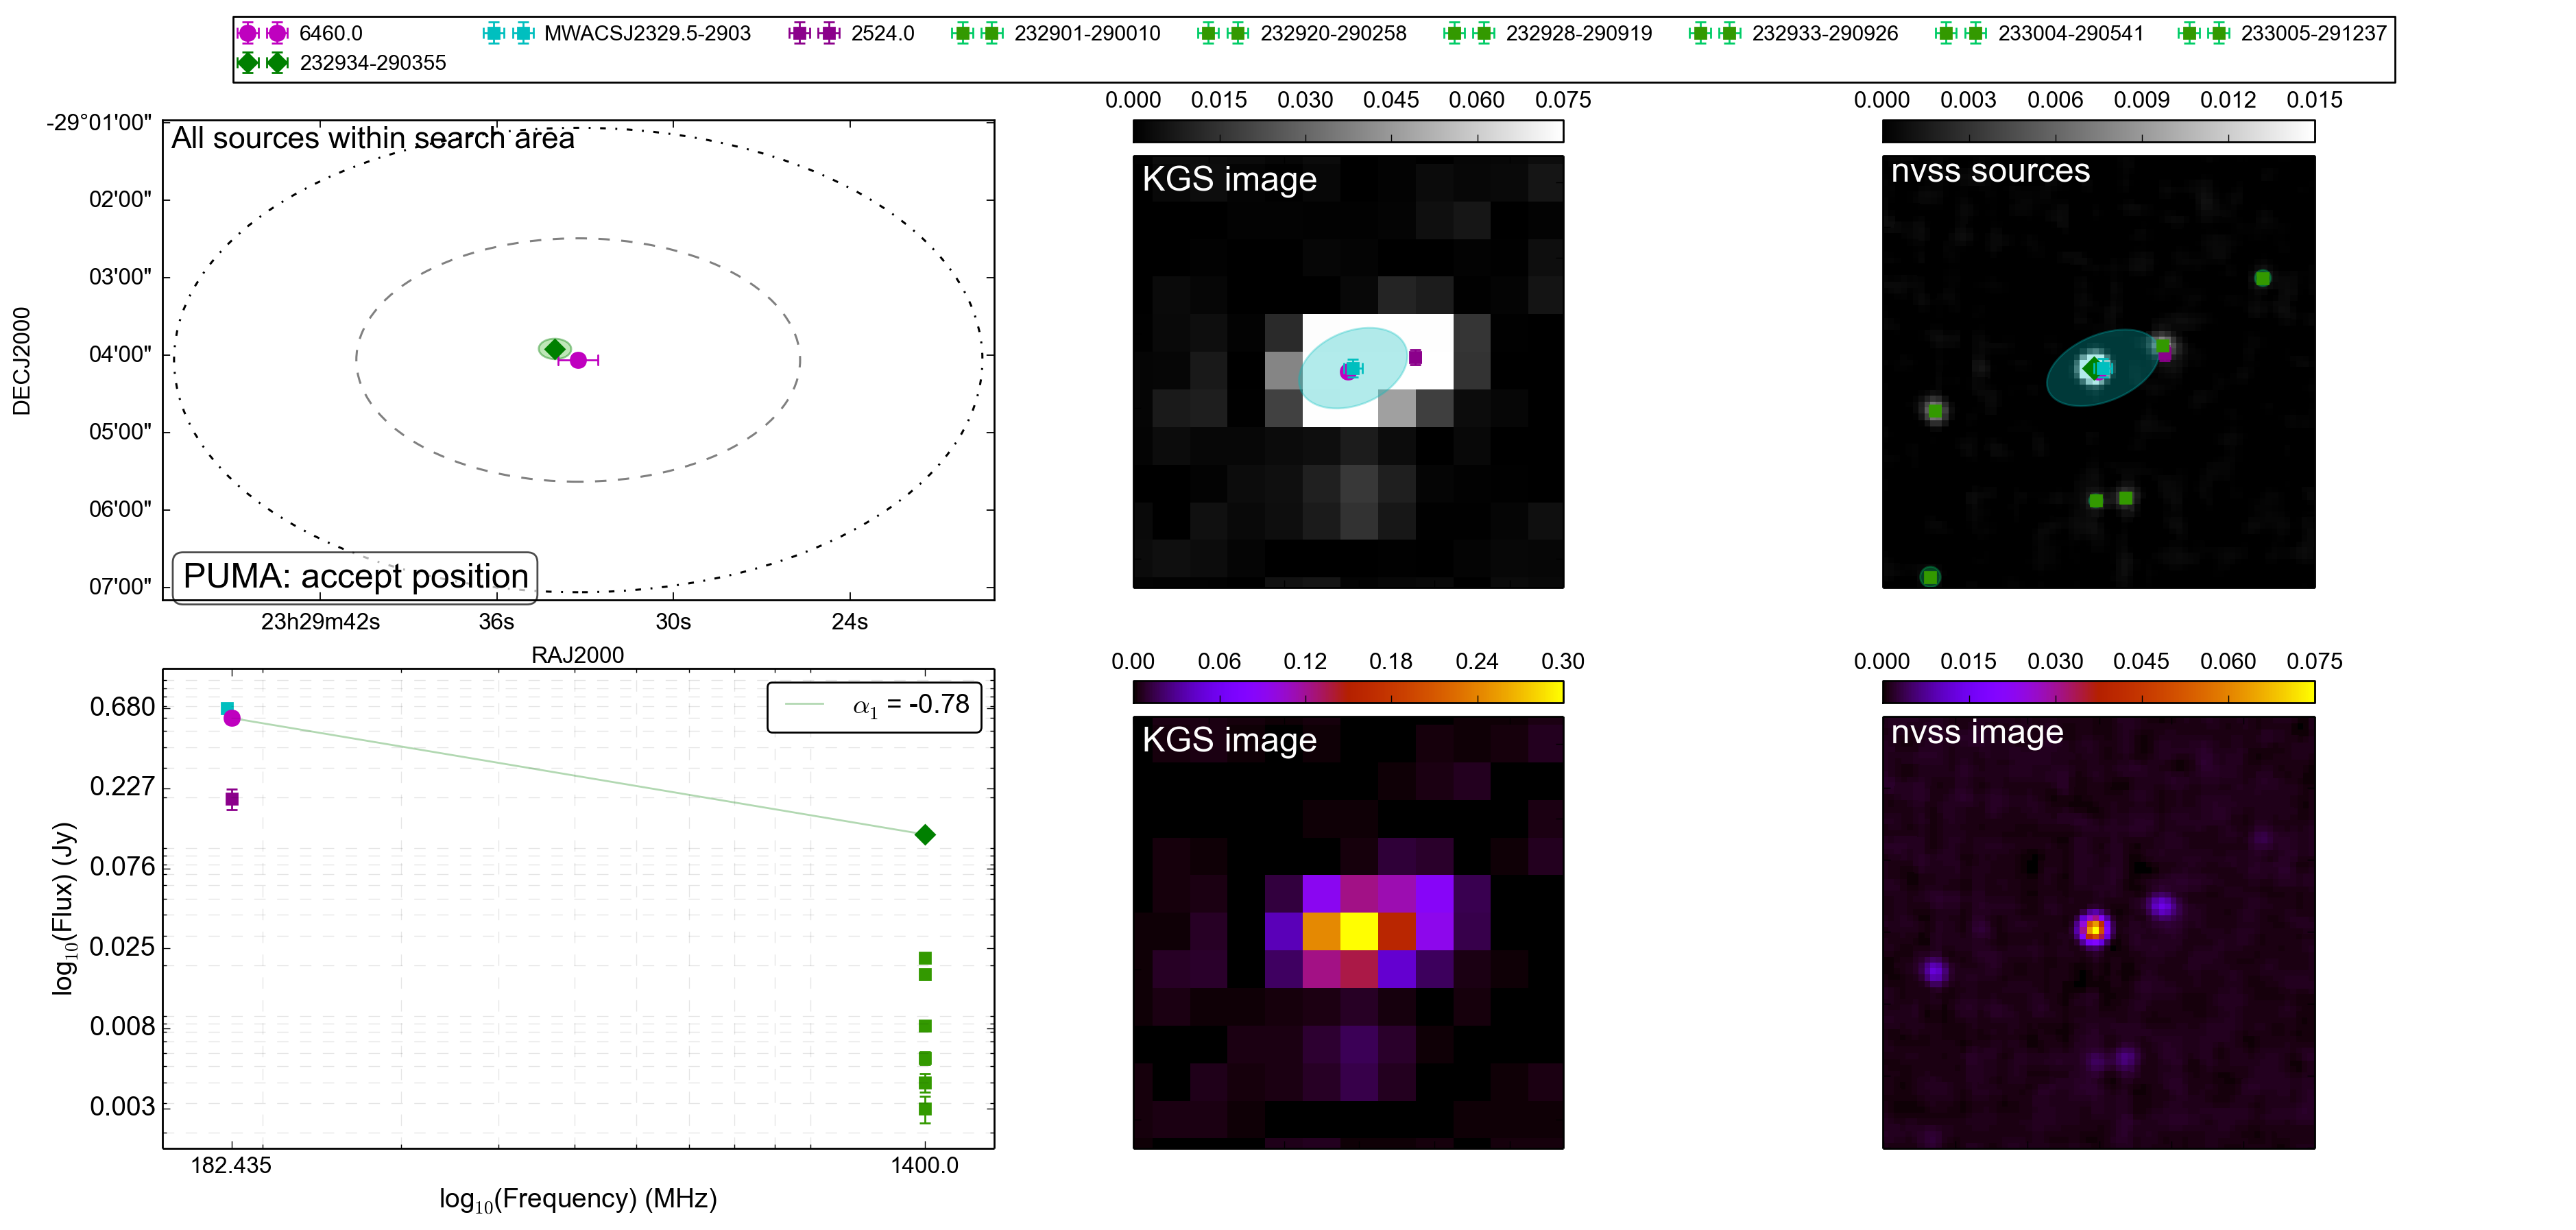 6460.0 MWACSJ2329.5-2903 2524.0 232901-290010 232920-290258 232928-290919 232933-290926 233004-290541 233005-291237
232934-290355
All sources within search area
-29°01'00"
02'00"
03'00"
04'00"
05'00"
06'00"
07'00"
DECJ2000
PUMA: accept position
23h29m42s 36s 30s 24s
RAJ2000
0.000 0.015 0.030 0.045 0.060 0.075
KGS image
0.000 0.003 0.006 0.009 0.012 0.015
nvss sources
α1 = -0.78
0.680
0.227
0.076
0.025
0.008
0.003
log10(Flux) (Jy)
182.435 1400.0
log10(Frequency) (MHz)
0.00 0.06 0.12 0.18 0.24 0.30
KGS image
0.000 0.015 0.030 0.045 0.060 0.075
nvss image